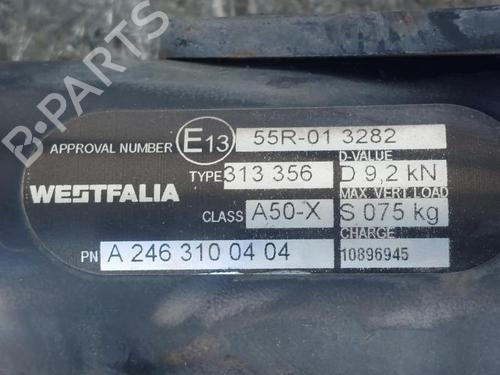 APPROVAL NUMBER E13 55R-01 3282
D-VALUE
TYPE 313 356 D 9,2 kN
MAX VERT LOAD
WESTFALIA
CLASS A50-X S 075 kg
CHARGE
PN A 246 310 04 04 10896945
B-PARTS